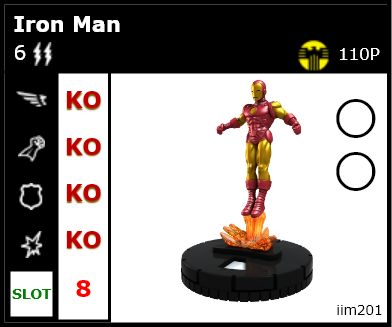 Iron Man
6
110P
KO
KO
KO
KO
SLOT 8
iim201